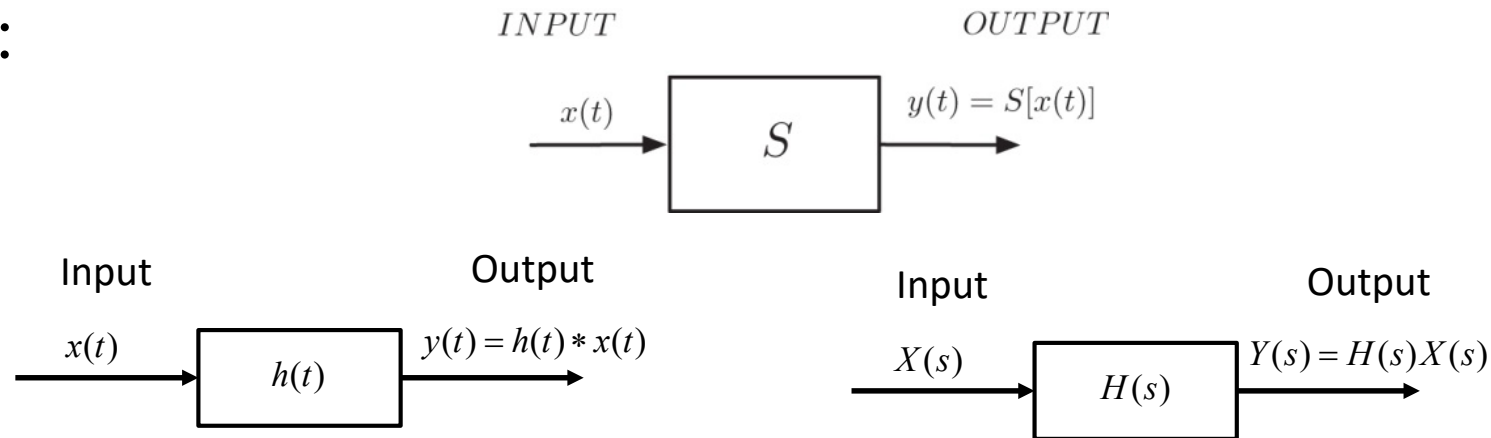 :
INPUT OUTPUT
x(t) S y(t) = S[x(t)]
Input Output Input Output
x(t) h(t) y(t) = h(t) * x(t) X(s) H(s) Y(s) = H(s)X(s)